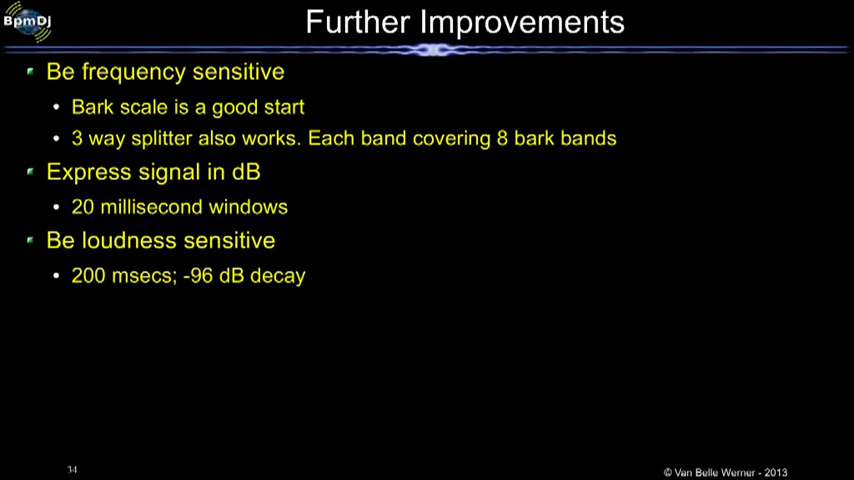 BpmDj
Further Improvements
Be frequency sensitive
Bark scale is a good start
3 way splitter also works. Each band covering 8 bark bands
Express signal in dB
20 millisecond windows
Be loudness sensitive
200 msecs; -96 dB decay
34
© Van Belle Werner - 2013